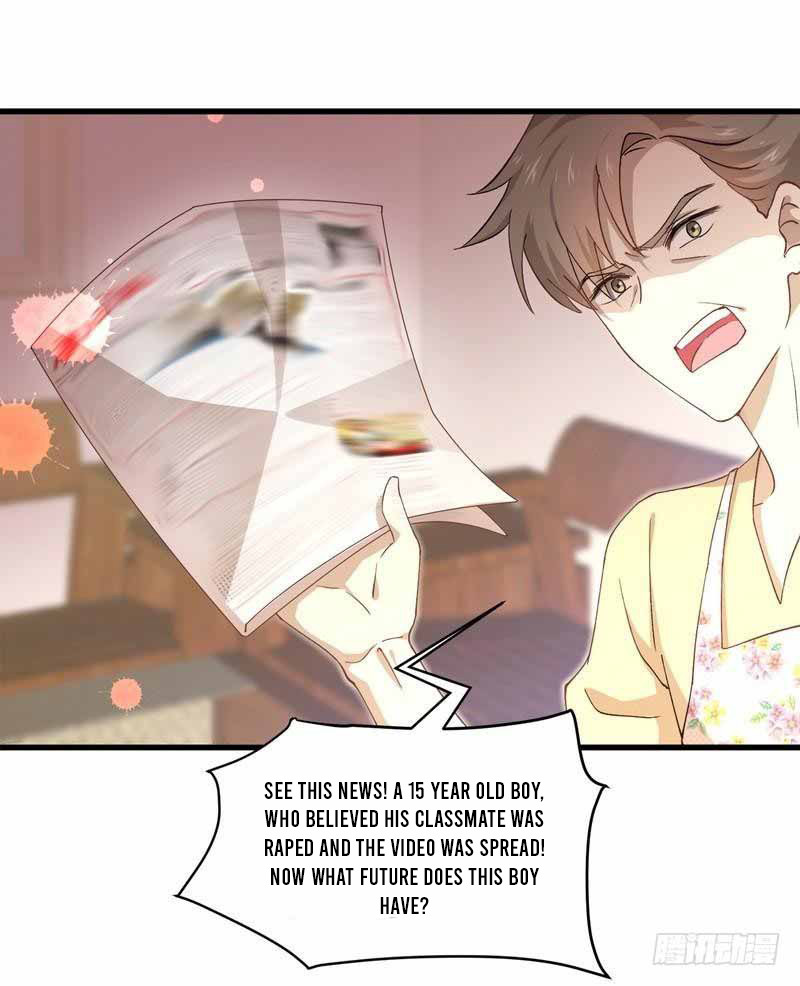 SEE THIS NEWS! A 15 YEAR OLD BOY,
WHO BELIEVED HIS CLASSMATE WAS
RAPED AND THE VIDEO WAS SPREAD!
NOW WHAT FUTURE DOES THIS BOY
HAVE?
腾讯动漫